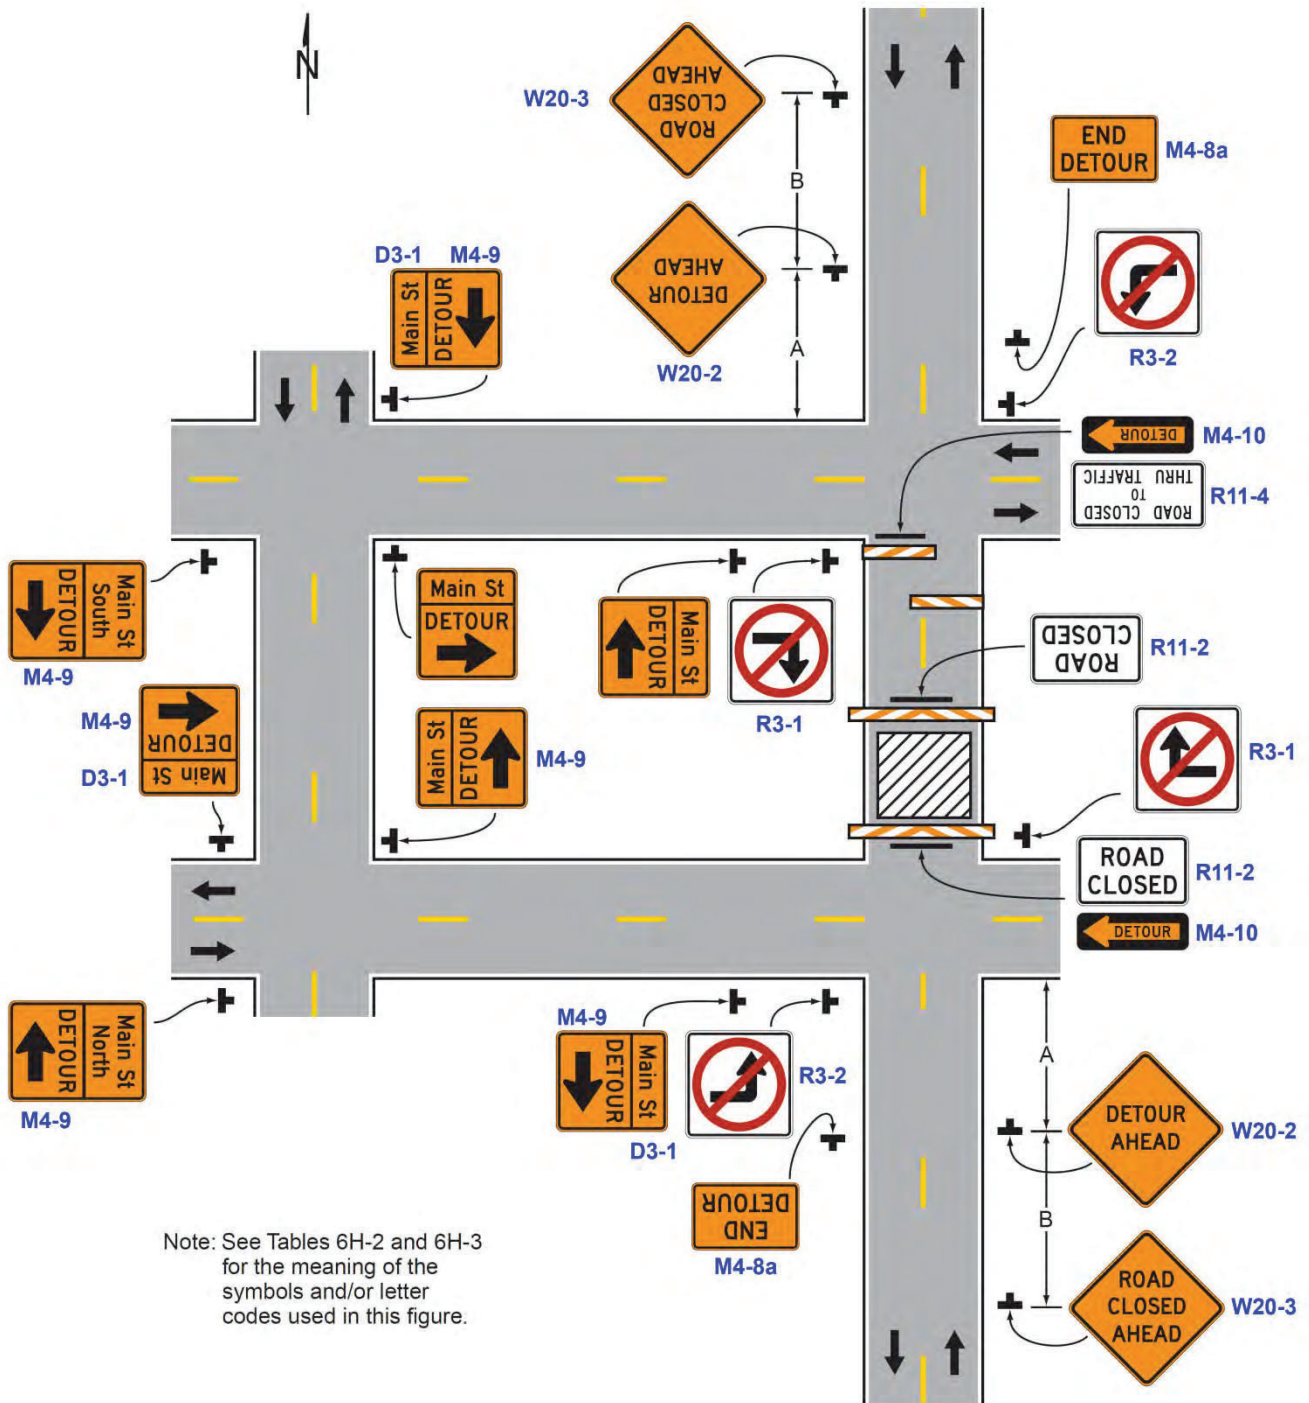 N
ROAD
CLOSED
AHEAD
W20-3
B
DETOUR
AHEAD
W20-2
A
END
DETOUR
M4-8a
R3-2
D3-1 M4-9
Main St
DETOUR
DETOUR
M4-10
ROAD CLOSED
TO
THRU TRAFFIC
R11-4
Main St
South
DETOUR
M4-9
Main St
DETOUR
Main St
DETOUR
R3-1
ROAD
CLOSED
R11-2
M4-9
DETOUR
Main St
D3-1
Main St
DETOUR
M4-9
R3-1
ROAD
CLOSED
R11-2
DETOUR
M4-10
Main St
North
DETOUR
M4-9
M4-9
Main St
DETOUR
D3-1
R3-2
END
DETOUR
M4-8a
A
DETOUR
AHEAD
W20-2
B
ROAD
CLOSED
AHEAD
W20-3
Note: See Tables 6H-2 and 6H-3
for the meaning of the
symbols and/or letter
codes used in this figure.